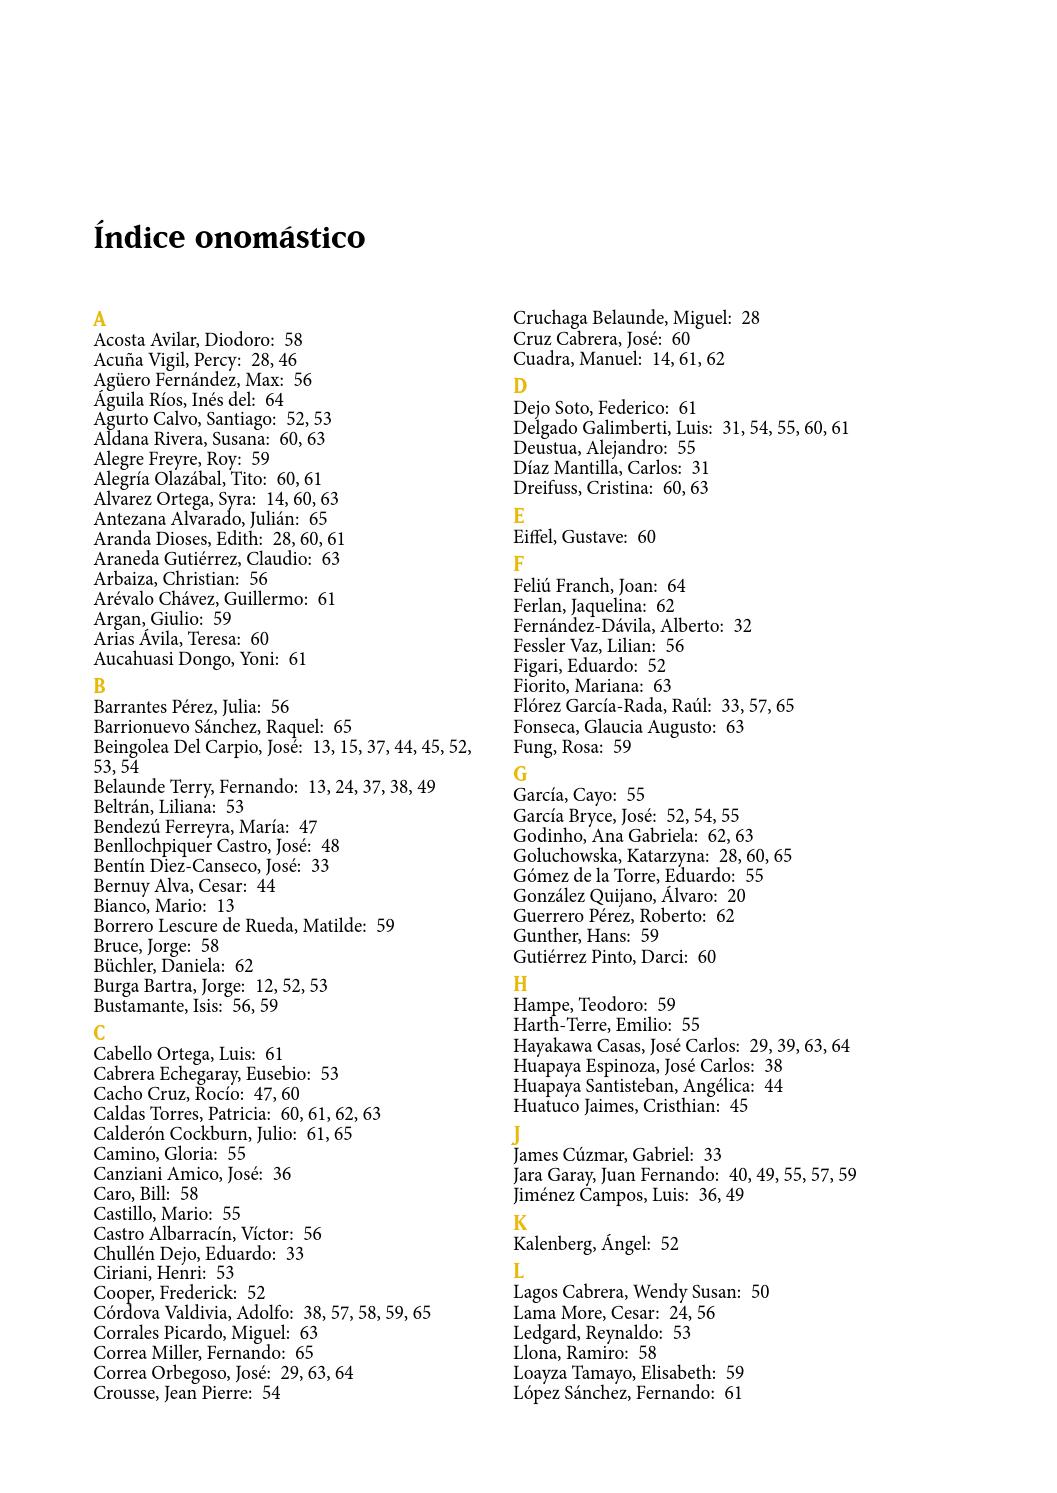 Índice onomástico
A
Acosta Avilar, Diodoro: 58
Acuña Vigil, Percy: 28, 46
Agüero Fernández, Max: 56
Águila Ríos, Inés del: 64
Agurto Calvo, Santiago: 52, 53
Aldana Rivera, Susana: 60, 63
Alegre Freyre, Roy: 59
Alegría Olazábal, Tito: 60, 61
Alvarez Ortega, Syra: 14, 60, 63
Antezana Alvarado, Julián: 65
Aranda Dioses, Edith: 28, 60, 61
Araneda Gutiérrez, Claudio: 63
Arbaiza, Christian: 56
Arévalo Chávez, Guillermo: 61
Argan, Giulio: 59
Arias Ávila, Teresa: 60
Aucahuasi Dongo, Yoni: 61
B
Barrantes Pérez, Julia: 56
Barrionuevo Sánchez, Raquel: 65
Beingolea Del Carpio, José: 13, 15, 37, 44, 45, 52,
53, 54
Belaunde Terry, Fernando: 13, 24, 37, 38, 49
Beltrán, Liliana: 53
Bendezú Ferreyra, María: 47
Benllochpiquer Castro, José: 48
Bentín Diez-Canseco, José: 33
Bernuy Alva, Cesar: 44
Bianco, Mario: 13
Borrero Lescure de Rueda, Matilde: 59
Bruce, Jorge: 58
Büchler, Daniela: 62
Burga Bartra, Jorge: 12, 52, 53
Bustamante, Isis: 56, 59
C
Cabello Ortega, Luis: 61
Cabrera Echegaray, Eusebio: 53
Cacho Cruz, Rocío: 47, 60
Caldas Torres, Patricia: 60, 61, 62, 63
Calderón Cockburn, Julio: 61, 65
Camino, Gloria: 55
Canziani Amico, José: 36
Caro, Bill: 58
Castillo, Mario: 55
Castro Albarracín, Víctor: 56
Chullén Dejo, Eduardo: 33
Ciriani, Henri: 53
Cooper, Frederick: 52
Córdova Valdivia, Adolfo: 38, 57, 58, 59, 65
Corrales Picardo, Miguel: 63
Correa Miller, Fernando: 65
Correa Orbegoso, José: 29, 63, 64
Crousse, Jean Pierre: 54
Cruchaga Belaunde, Miguel: 28
Cruz Cabrera, José: 60
Cuadra, Manuel: 14, 61, 62
D
Dejo Soto, Federico: 61
Delgado Galimberti, Luis: 31, 54, 55, 60, 61
Deustua, Alejandro: 55
Díaz Mantilla, Carlos: 31
Dreifuss, Cristina: 60, 63
E
Eiffel, Gustave: 60
F
Feliú Franch, Joan: 64
Ferlan, Jaquelina: 62
Fernández-Dávila, Alberto: 32
Fessler Vaz, Lilian: 56
Figari, Eduardo: 52
Fiorito, Mariana: 63
Flórez García-Rada, Raúl: 33, 57, 65
Fonseca, Glaucia Augusto: 63
Fung, Rosa: 59
G
García, Cayo: 55
García Bryce, José: 52, 54, 55
Godinho, Ana Gabriela: 62, 63
Goluchowska, Katarzyna: 28, 60, 65
Gómez de la Torre, Eduardo: 55
González Quijano, Álvaro: 20
Guerrero Pérez, Roberto: 62
Gunther, Hans: 59
Gutiérrez Pinto, Darci: 60
H
Hampe, Teodoro: 59
Harth-Terre, Emilio: 55
Hayakawa Casas, José Carlos: 29, 39, 63, 64
Huapaya Espinoza, José Carlos: 38
Huapaya Santisteban, Angélica: 44
Huatuco Jaimes, Cristhian: 45
J
James Cúzmar, Gabriel: 33
Jara Garay, Juan Fernando: 40, 49, 55, 57, 59
Jiménez Campos, Luis: 36, 49
K
Kalenberg, Ángel: 52
L
Lagos Cabrera, Wendy Susan: 50
Lama More, Cesar: 24, 56
Ledgard, Reynaldo: 53
Llona, Ramiro: 58
Loayza Tamayo, Elisabeth: 59
López Sánchez, Fernando: 61